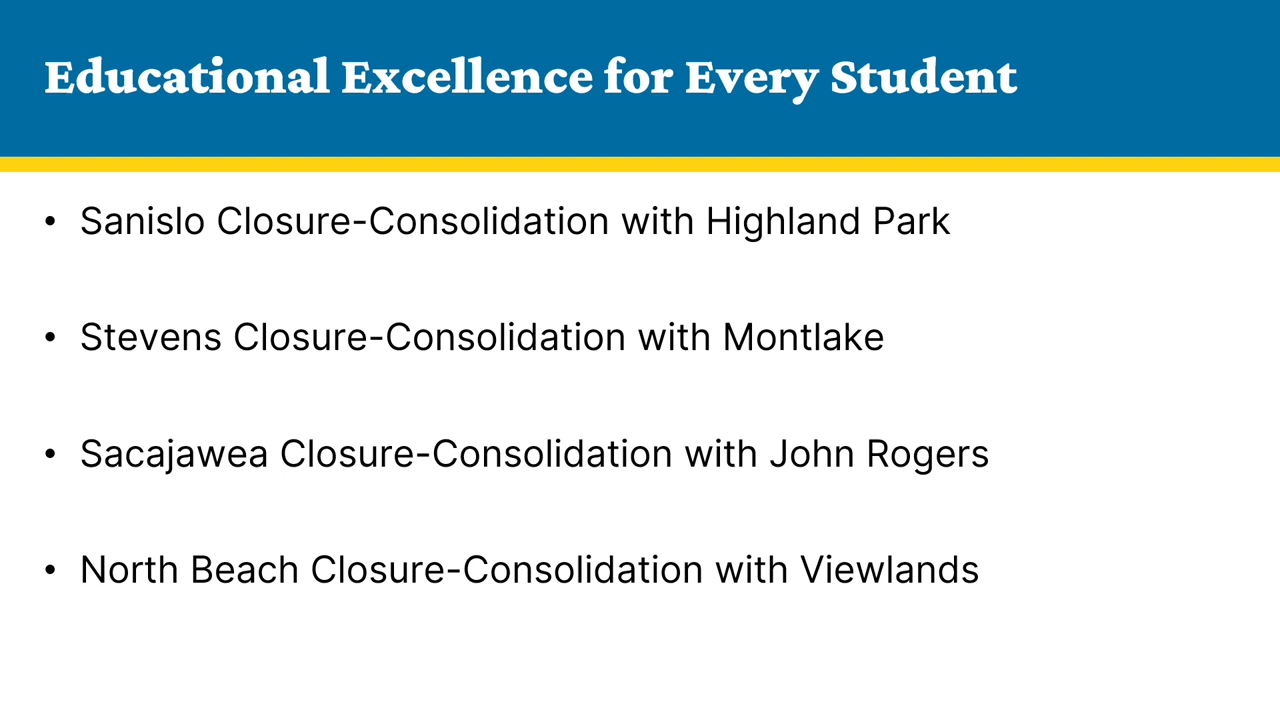 Educational Excellence for Every Student
• Sanislo Closure-Consolidation with Highland Park
• Stevens Closure-Consolidation with Montlake
• Sacajawea Closure-Consolidation with John Rogers
• North Beach Closure-Consolidation with Viewlands